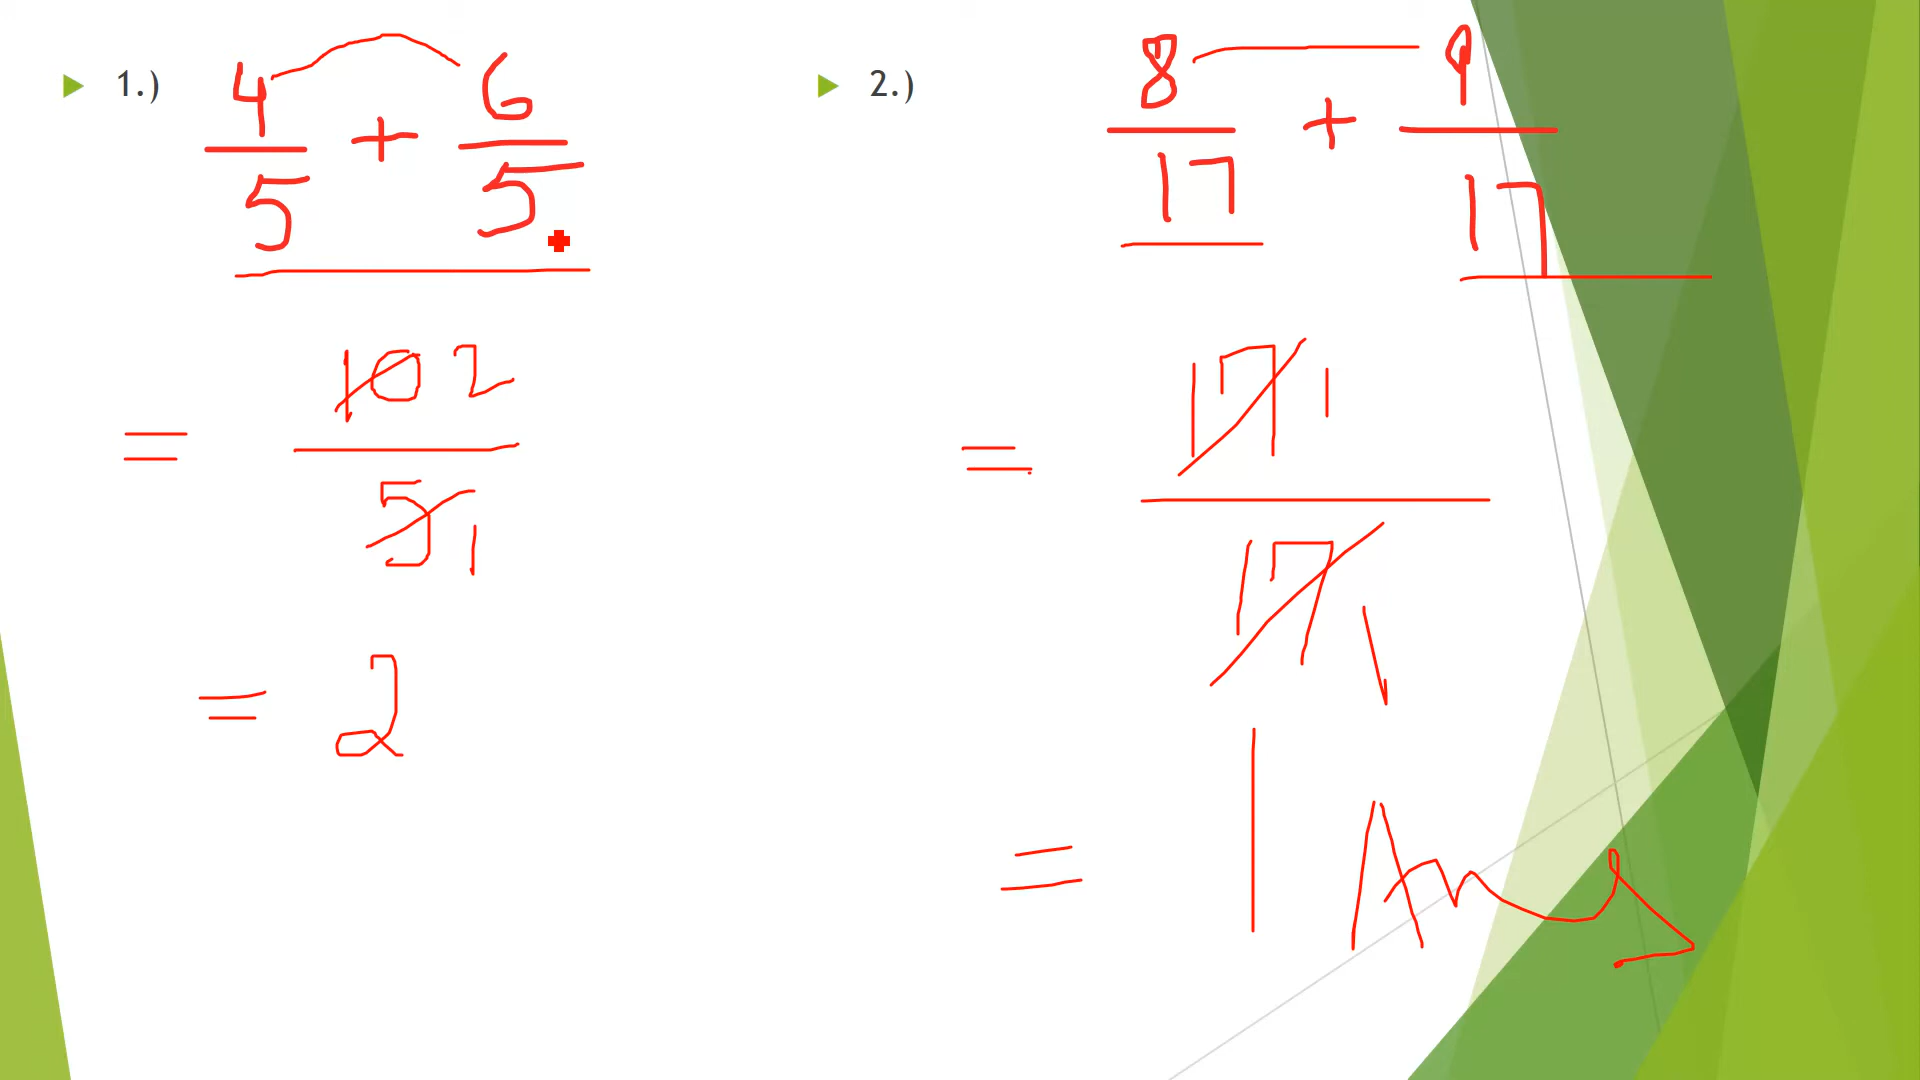 1.) 4/5 + 6/5
= 10 2 / 5 1
= 2
2.) 8/17 + 9/17
= 17 1 / 17 1
= 1 Ans